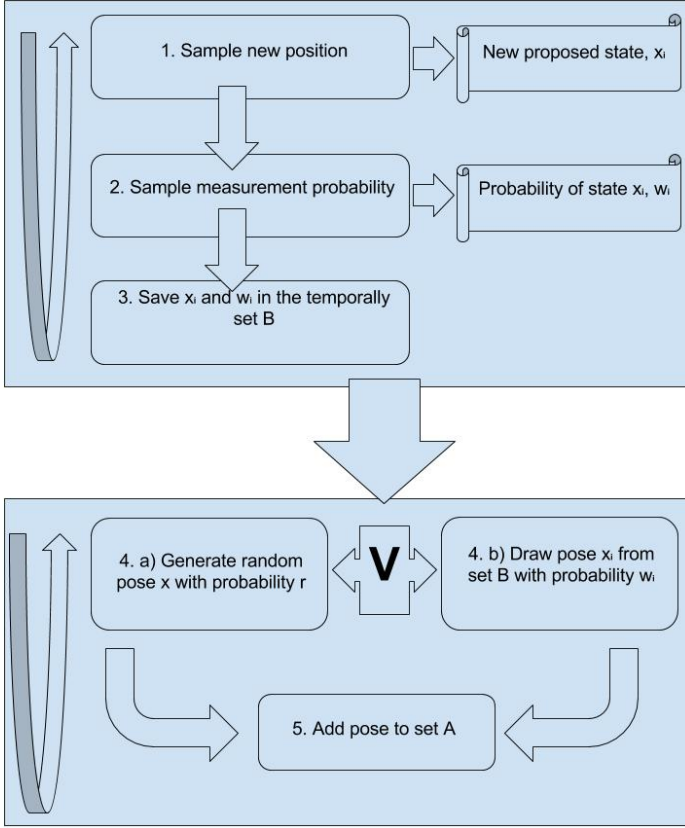 1. Sample new position
New proposed state, xᵢ
2. Sample measurement probability
Probability of state xᵢ, wᵢ
3. Save xᵢ and wᵢ in the temporally
set B
4. a) Generate random
pose x with probability r
V
4. b) Draw pose xᵢ from
set B with probability wᵢ
5. Add pose to set A